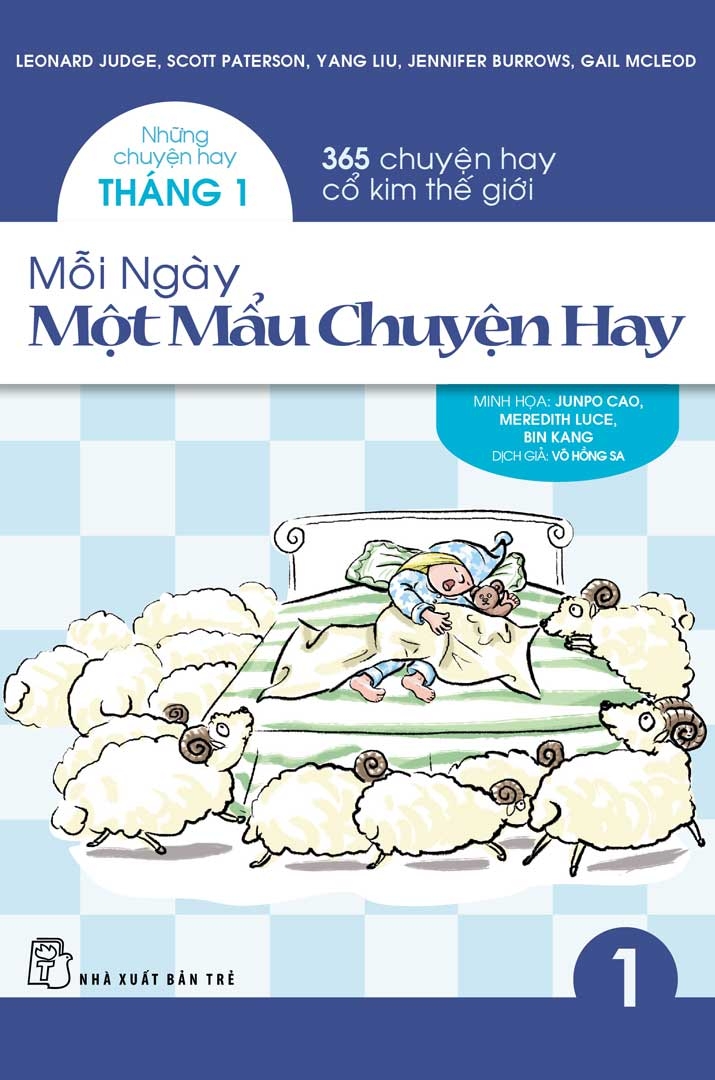 LEONARD JUDGE, SCOTT PATERSON, YANG LIU, JENNIFER BURROWS, GAIL MCLEOD
Những
chuyện hay
THÁNG 1
365 chuyện hay
cổ kim thế giới
Mỗi Ngày
Một Mẩu Chuyện Hay
MINH HỌA: JUNPO CAO,
MEREDITH LUCE,
BIN KANG
DỊCH GIẢ: VÕ HỒNG SA
T
NHÀ XUẤT BẢN TRẺ
1